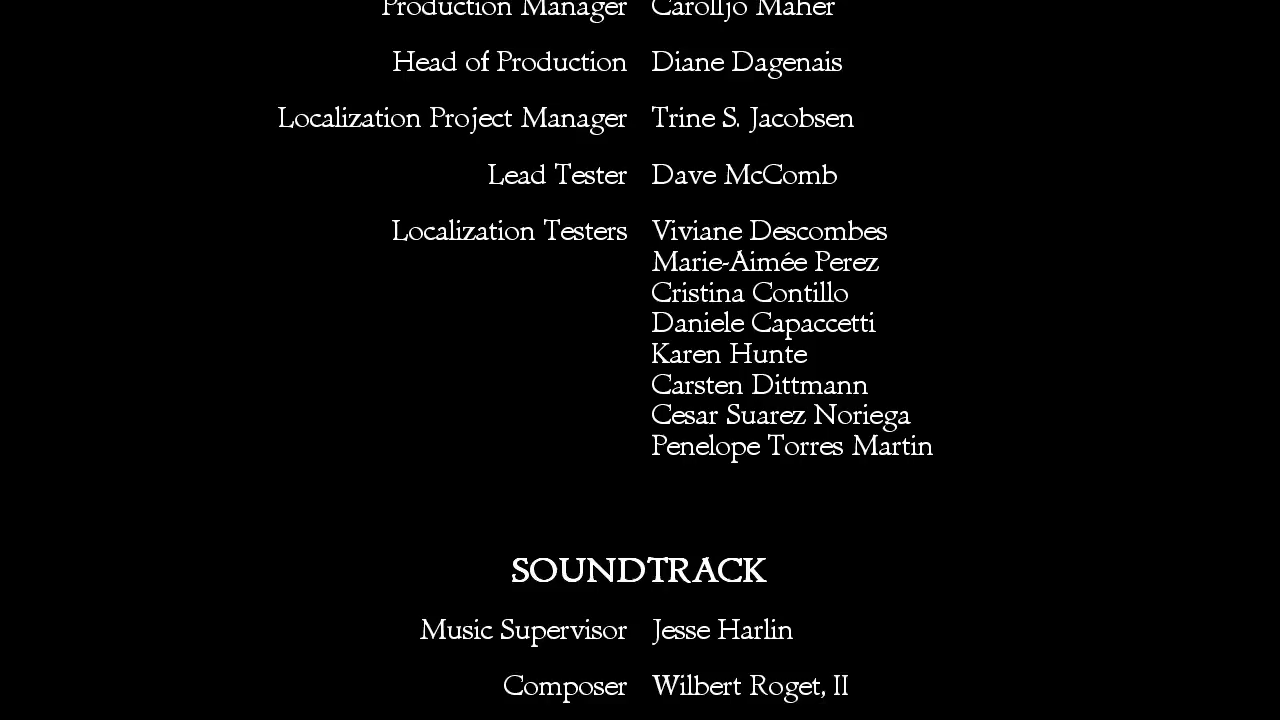 Production Manager Carolljo Maher
Head of Production Diane Dagenais
Localization Project Manager Trine S. Jacobsen
Lead Tester Dave McComb
Localization Testers Viviane Descombes
Marie-Aimée Perez
Cristina Contillo
Daniele Capaccetti
Karen Hunte
Carsten Dittmann
Cesar Suarez Noriega
Penelope Torres Martin
SOUNDTRACK
Music Supervisor Jesse Harlin
Composer Wilbert Roget, II